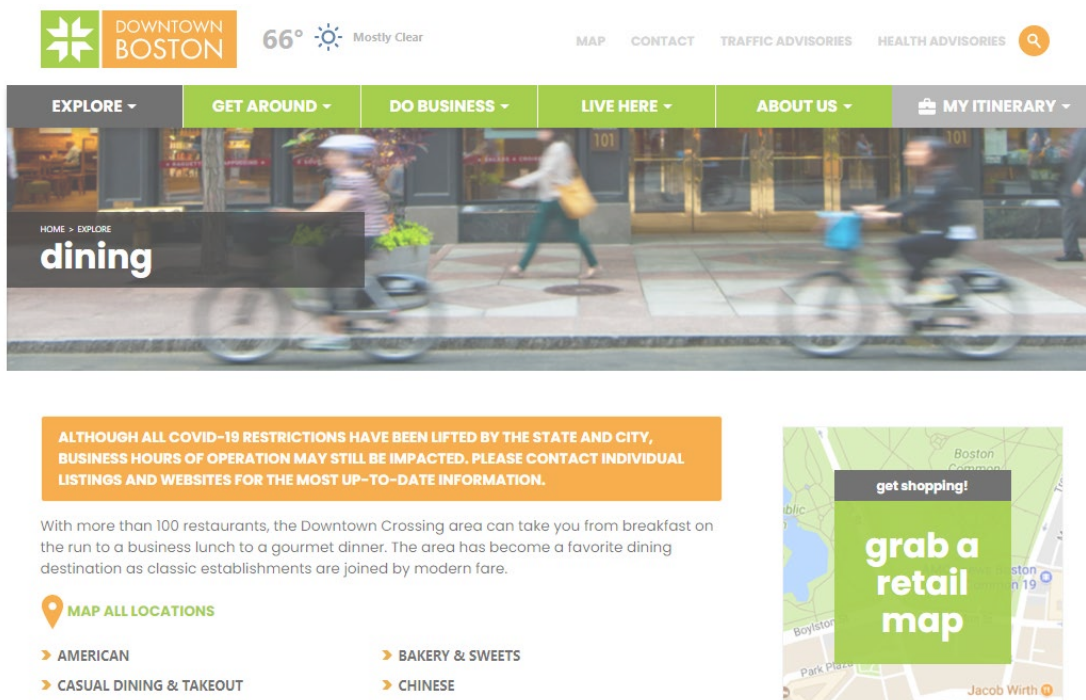 DOWNTOWN
BOSTON
66°
Mostly Clear
MAP CONTACT TRAFFIC ADVISORIES HEALTH ADVISORIES
EXPLORE GET AROUND DO BUSINESS LIVE HERE ABOUT US MY ITINERARY
101
101
HOME > EXPLORE
dining
ALTHOUGH ALL COVID-19 RESTRICTIONS HAVE BEEN LIFTED BY THE STATE AND CITY,
BUSINESS HOURS OF OPERATION MAY STILL BE IMPACTED. PLEASE CONTACT INDIVIDUAL
LISTINGS AND WEBSITES FOR THE MOST UP-TO-DATE INFORMATION.
With more than 100 restaurants, the Downtown Crossing area can take you from breakfast on
the run to a business lunch to a gourmet dinner. The area has become a favorite dining
destination as classic establishments are joined by modern fare.
MAP ALL LOCATIONS
AMERICAN
BAKERY & SWEETS
CASUAL DINING & TAKEOUT
CHINESE
Boston
Common
get shopping!
grab a
retail
map
Boylston
Park Plaza
Jacob Wirth